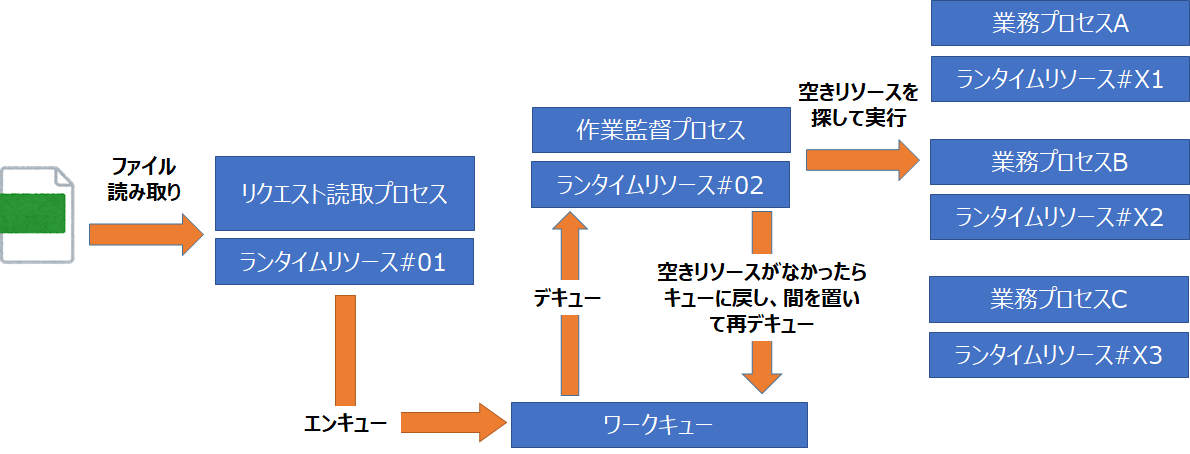 ファイル
読み取り
リクエスト読取プロセス
ランタイムリソース#01
エンキュー
ワークキュー
デキュー
作業監督プロセス
ランタイムリソース#02
空きリソースがなかったら
キューに戻し、間を置い
て再デキュー
空きリソースを
探して実行
業務プロセスA
ランタイムリソース#X1
業務プロセスB
ランタイムリソース#X2
業務プロセスC
ランタイムリソース#X3